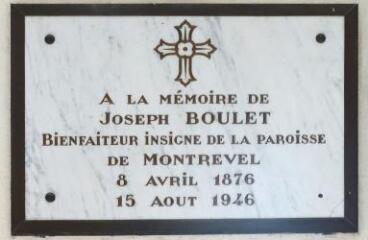 A LA MÉMOIRE DE
JOSEPH BOULET
BIENFAITEUR INSIGNE DE LA PAROISSE
DE MONTREVEL
8 AVRIL 1876
15 AOUT 1946